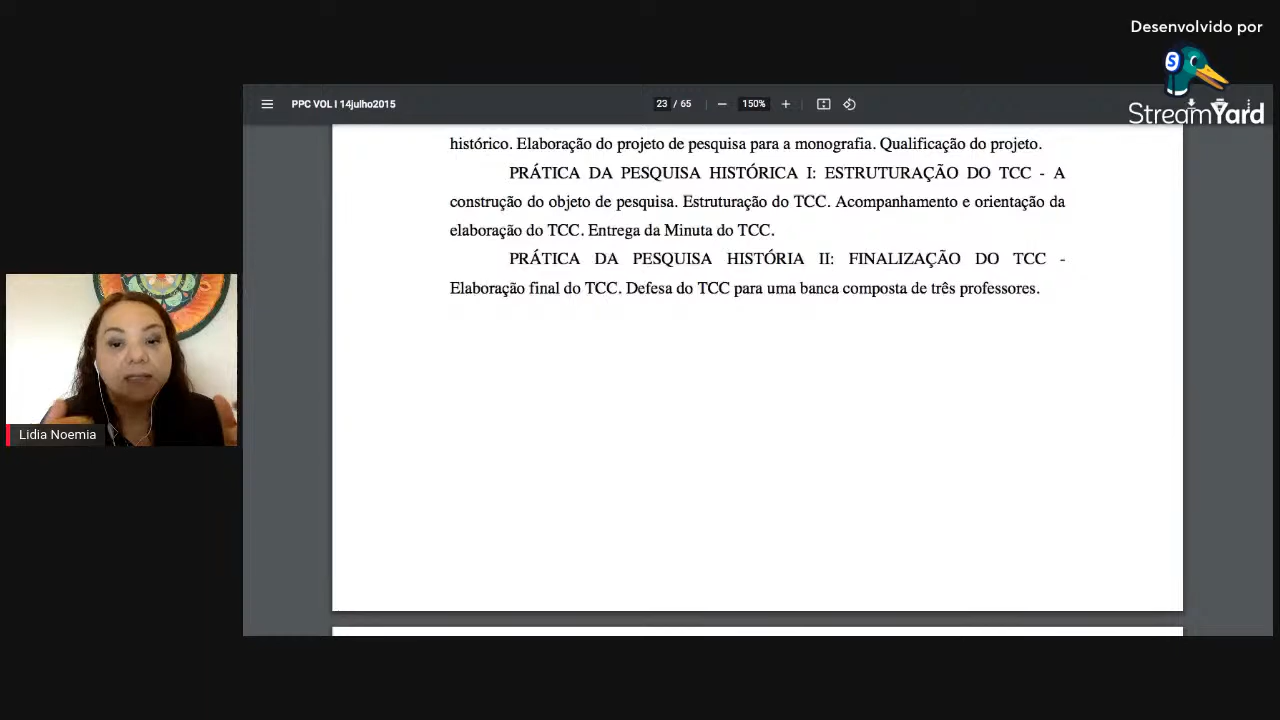 Desenvolvido por
S
StreamYard
PPC VOL I 14julho2015
23 / 65
150%
histórico. Elaboração do projeto de pesquisa para a monografia. Qualificação do projeto.
PRÁTICA DA PESQUISA HISTÓRICA I: ESTRUTURAÇÃO DO TCC - A
construção do objeto de pesquisa. Estruturação do TCC. Acompanhamento e orientação da
elaboração do TCC. Entrega da Minuta do TCC.
PRÁTICA DA PESQUISA HISTÓRIA II: FINALIZAÇÃO DO TCC -
Elaboração final do TCC. Defesa do TCC para uma banca composta de três professores.
Lidia Noemia